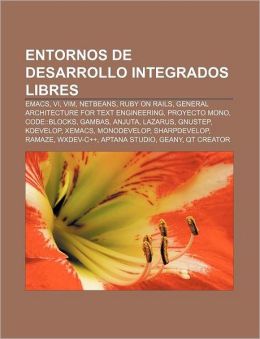 ENTORNOS DE
DESARROLLO INTEGRADOS
LIBRES
EMACS, VI, VIM, NETBEANS, RUBY ON RAILS, GENERAL
ARCHITECTURE FOR TEXT ENGINEERING, PROYECTO MONO,
CODE::BLOCKS, GAMBAS, ANJUTA, LAZARUS, GNUSTEP,
KDEVELOP, XEMACS, MONODEVELOP, SHARPDEVELOP,
RAMAZE, WXDEV-C++, APTANA STUDIO, GEANY, QT CREATOR